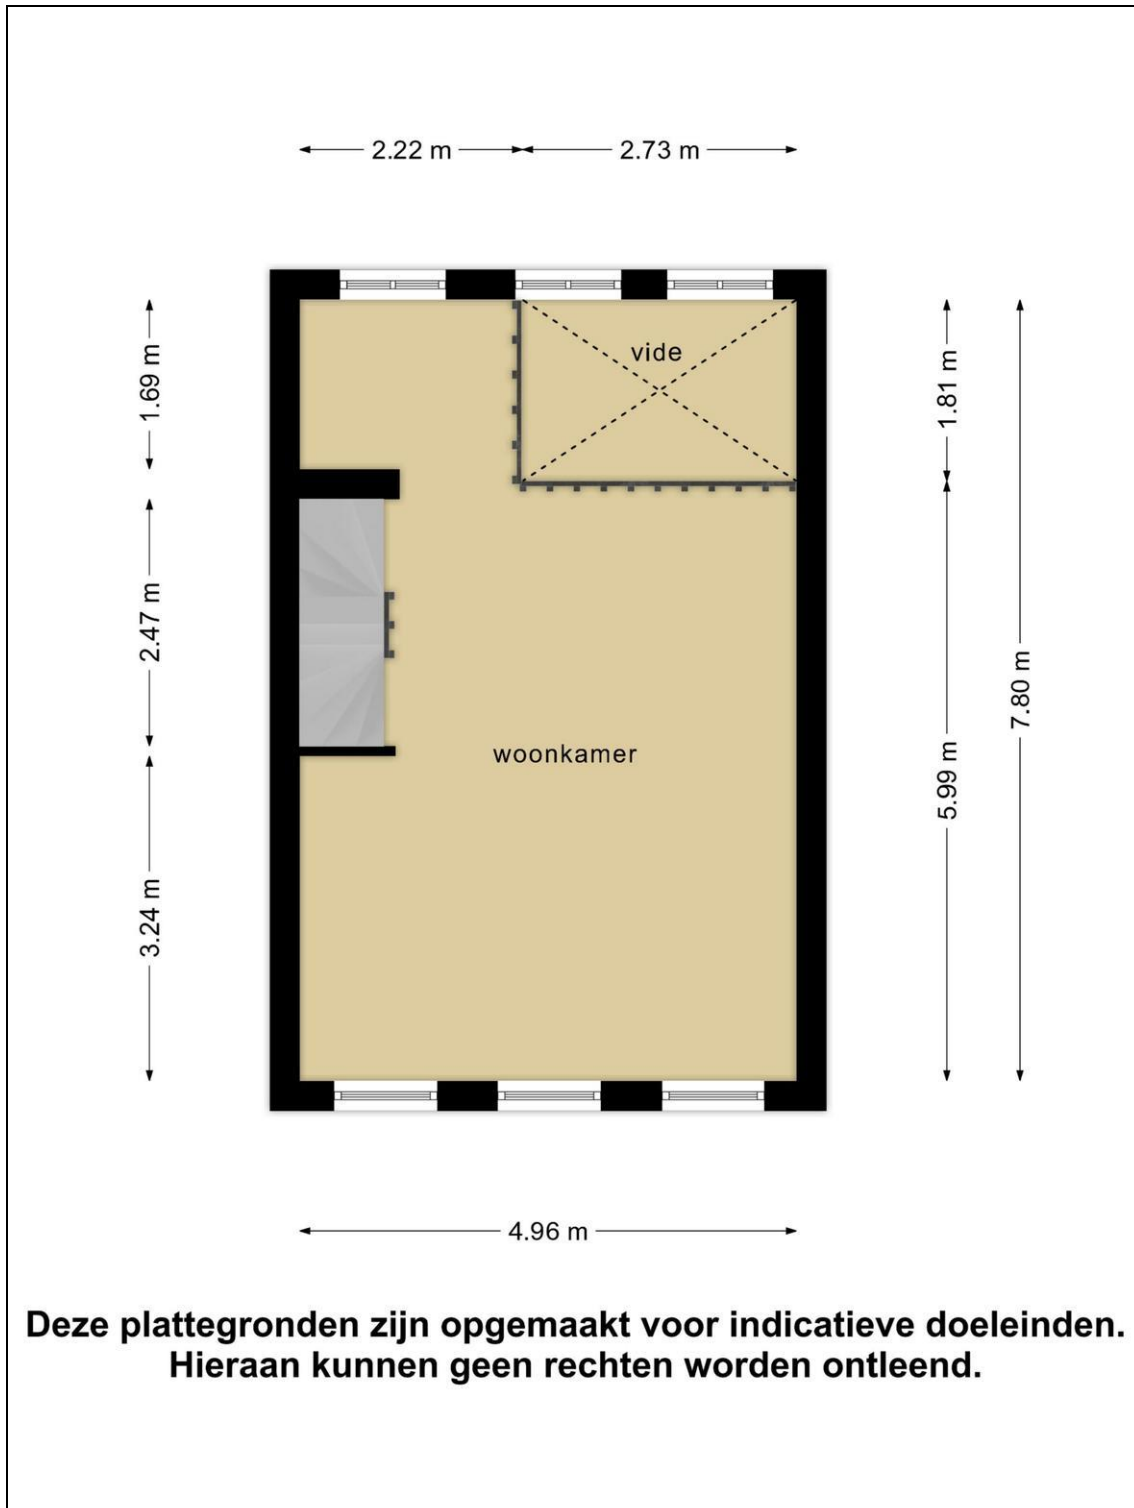 2.22 m
2.73 m
vide
1.69 m
1.81 m
2.47 m
7.80 m
woonkamer
5.99 m
3.24 m
4.96 m
Deze plattegronden zijn opgemaakt voor indicatieve doeleinden.
Hieraan kunnen geen rechten worden ontleend.